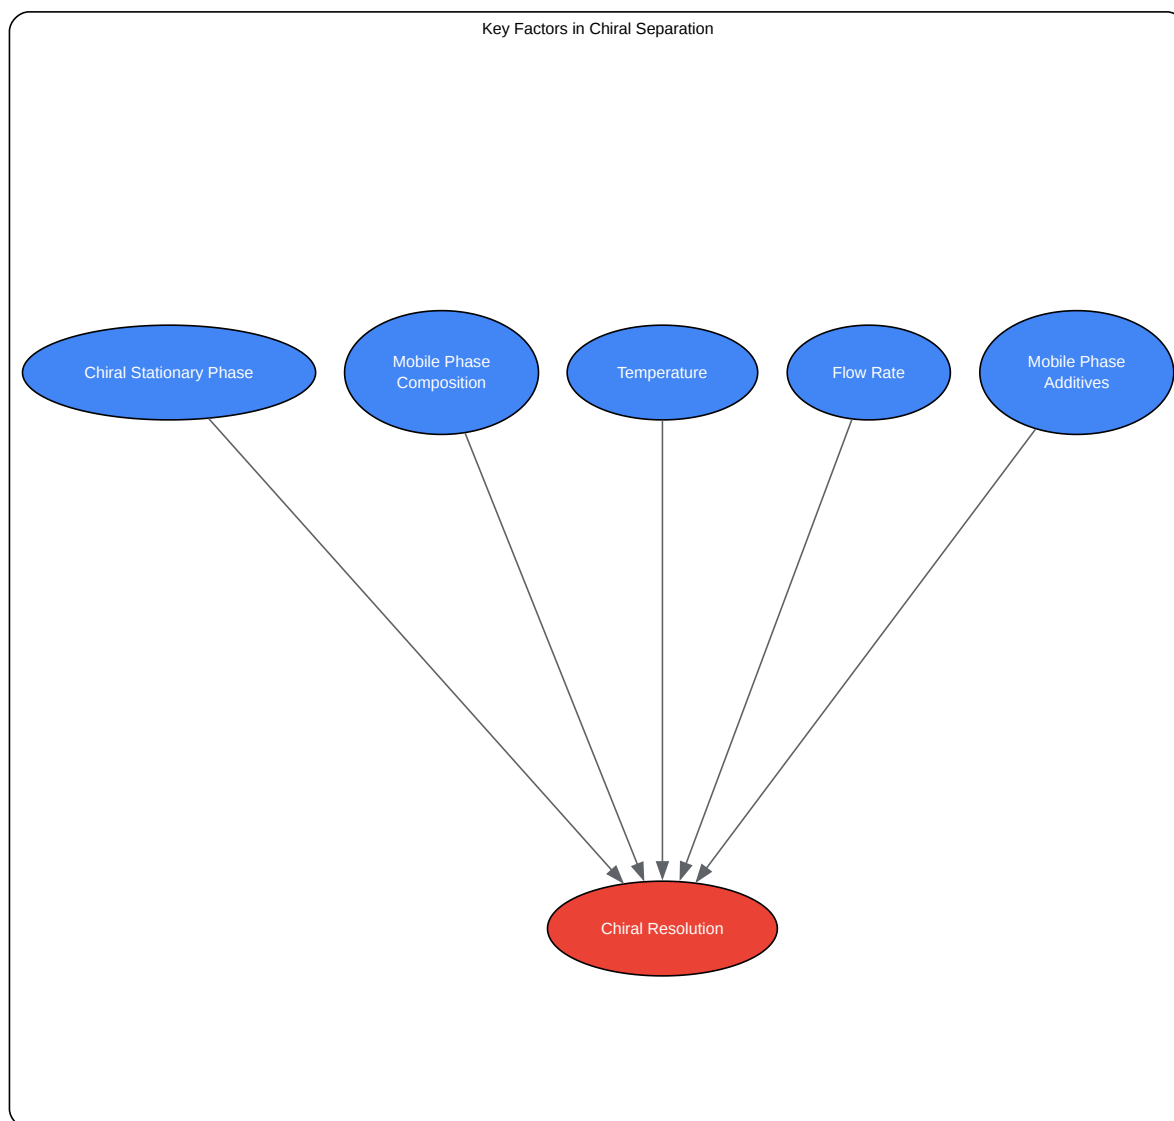 Key Factors in Chiral Separation
Chiral Stationary Phase
Mobile Phase
Composition
Temperature
Flow Rate
Mobile Phase
Additives
Chiral Resolution